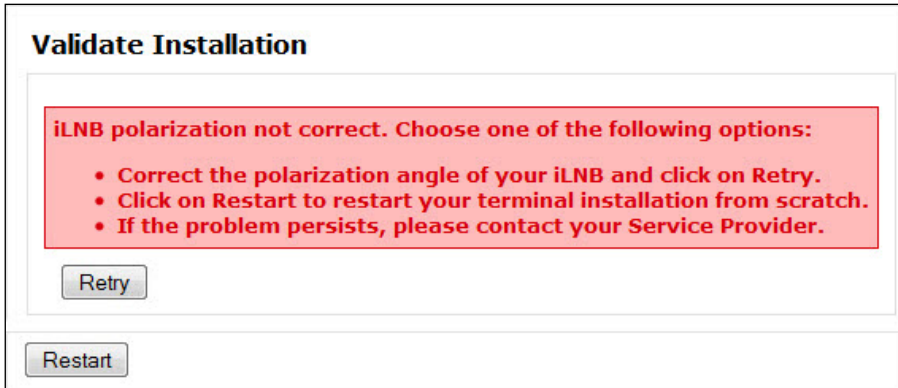 Validate Installation
iLNB polarization not correct. Choose one of the following options:
• Correct the polarization angle of your iLNB and click on Retry.
• Click on Restart to restart your terminal installation from scratch.
• If the problem persists, please contact your Service Provider.
Retry
Restart